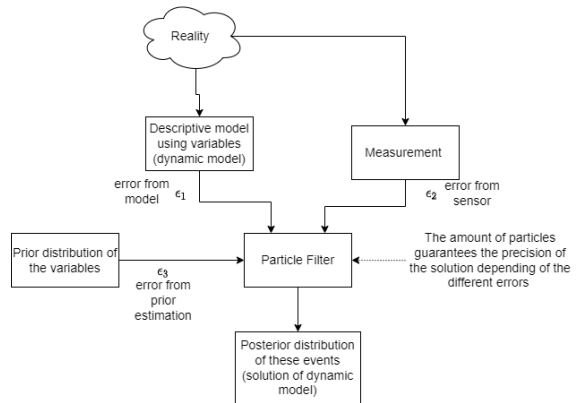 Reality
Descriptive model
using variables
(dynamic model)
Measurement
error from
model ϵ1
ϵ2 error from
sensor
Prior distribution of
the variables
ϵ3
error from
prior
estimation
Particle Filter
The amount of particles
guarantees the precision of
the solution depending of the
different errors
Posterior distribution
of these events
(solution of dynamic
model)